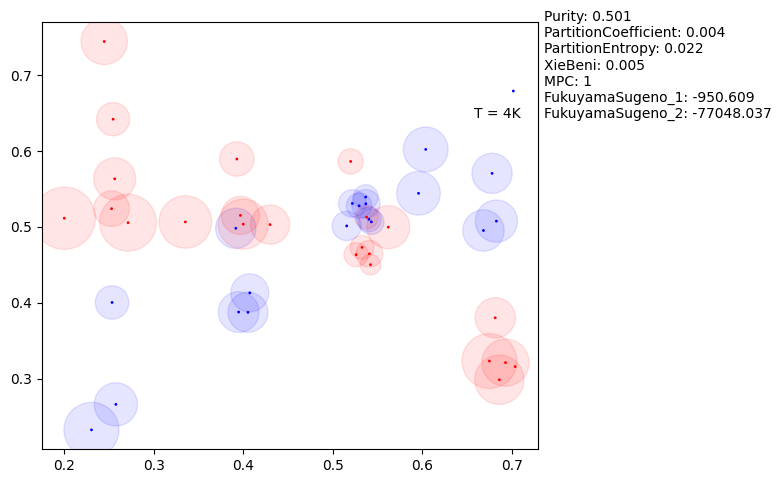 Purity: 0.501
PartitionCoefficient: 0.004
PartitionEntropy: 0.022
XieBeni: 0.005
MPC: 1
FukuyamaSugeno_1: -950.609
FukuyamaSugeno_2: -77048.037
T = 4K
0.7
0.6
0.5
0.4
0.3
0.2 0.3 0.4 0.5 0.6 0.7